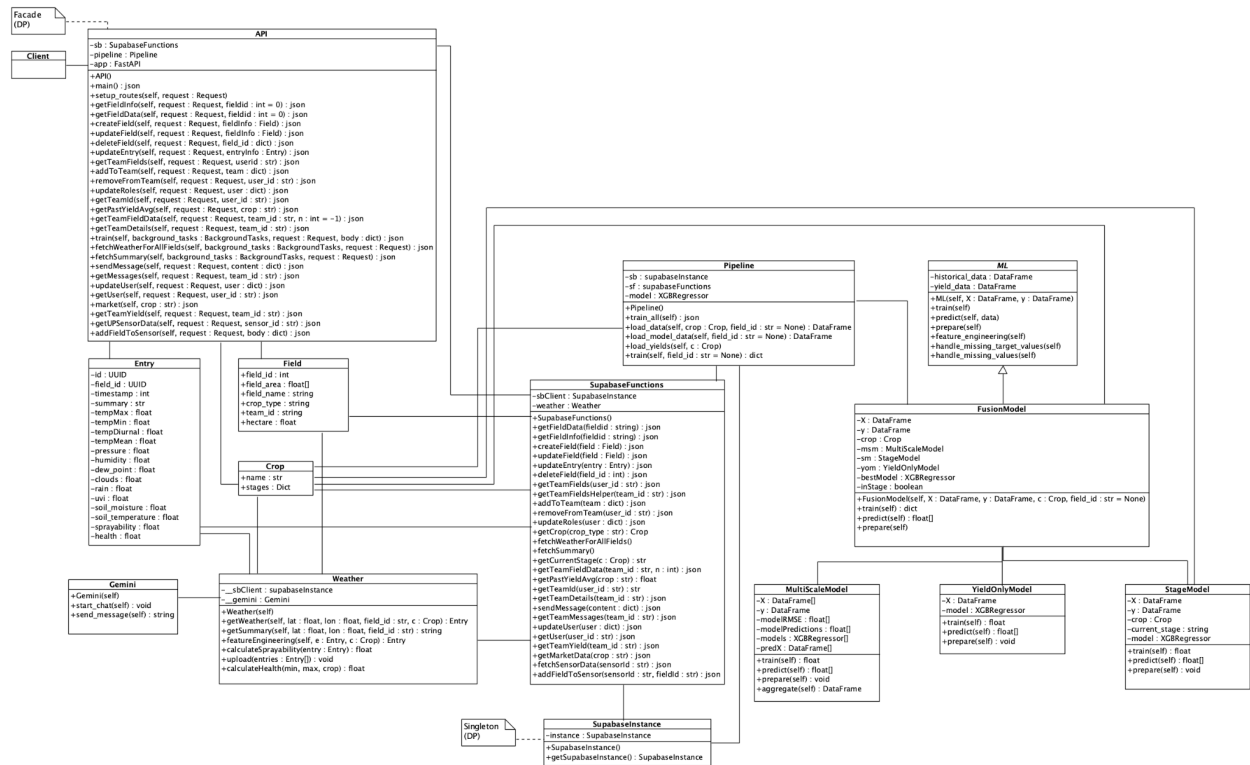 Facade
(DP)
Client
API
-sb : SupabaseFunctions
-pipeline : Pipeline
-app : FastAPI
+API()
+main() : json
+setup_routes(self, request : Request)
+getFieldInfo(self, request : Request, fieldid : int = 0) : json
+getFieldData(self, request : Request, fieldid : int = 0) : json
+createField(self, request : Request, fieldInfo : Field) : json
+updateField(self, request : Request, fieldInfo : Field) : json
+deleteField(self, request : Request, field_id : dict) : json
+updateEntry(self, request : Request, entryInfo : Entry) : json
+getTeamFields(self, request : Request, userid : str) : json
+addToTeam(self, request : Request, team : dict) : json
+removeFromTeam(self, request : Request, user_id : str) : json
+updateRoles(self, request : Request, user : dict) : json
+getTeamId(self, request : Request, user_id : str) : json
+getPastYieldAvg(self, request : Request, crop : str) : json
+getTeamFieldData(self, request : Request, team_id : str, n : int = -1) : json
+getTeamDetails(self, request : Request, team_id : str) : json
+train(self, background_tasks : BackgroundTasks, request : Request, body : dict) : json
+fetchWeatherForAllFields(self, background_tasks : BackgroundTasks, request : Request) : json
+fetchSummary(self, background_tasks : BackgroundTasks, request : Request) : json
+sendMessage(self, request : Request, content : dict) : json
+getMessages(self, request : Request, team_id : str) : json
+updateUser(self, request : Request, user : dict) : json
+getUser(self, request : Request, user_id : str) : json
+market(self, crop : str) : json
+getTeamYield(self, request : Request, team_id : str) : json
+getUPSensorData(self, request : Request, sensor_id : str) : json
+addFieldToSensor(self, request : Request, body : dict) : json
Pipeline
-sb : supabaseInstance
-sf : supabaseFunctions
-model : XGBRegressor
+Pipeline()
+train_all(self) : json
+load_data(self, crop : Crop, field_id : str = None) : DataFrame
+load_model_data(self, field_id : str = None) : DataFrame
+load_yields(self, c : Crop)
+train(self, field_id : str = None) : dict
ML
-historical_data : DataFrame
-yield_data : DataFrame
+ML(self, X : DataFrame, y : DataFrame)
+train(self)
+predict(self, data)
+prepare(self)
+feature_engineering(self)
+handle_missing_target_values(self)
+handle_missing_values(self)
Entry
-id : UUID
-field_id : UUID
-timestamp : int
-summary : str
-tempMax : float
-tempMin : float
-tempDiurnal : float
-tempMean : float
-pressure : float
-humidity : float
-dew_point : float
-clouds : float
-rain : float
-uvi : float
-soil_moisture : float
-soil_temperature : float
-sprayability : float
-health : float
Field
+field_id : int
+field_area : float[]
+field_name : string
+crop_type : string
+team_id : string
+hectare : float
Crop
+name : str
+stages : Dict
SupabaseFunctions
-sbClient : SupabaseInstance
-weather : Weather
+SupabaseFunctions()
+getFieldData(fieldid : string) : json
+getFieldInfo(fieldid : string) : json
+createField(field : Field) : json
+updateField(field : Field) : json
+updateEntry(entry : Entry) : json
+deleteField(field_id : int) : json
+getTeamFields(user_id : str) : json
+getTeamFieldsHelper(team_id : str) : json
+addToTeam(team : dict) : json
+removeFromTeam(user_id : str) : json
+updateRoles(user : dict) : json
+getCrop(crop_type : str) : Crop
+fetchWeatherForAllFields()
+fetchSummary()
+getCurrentStage(c : Crop) : str
+getTeamFieldData(team_id : str, n : int) : json
+getPastYieldAvg(crop : str) : float
+getTeamId(user_id : str) : str
+getTeamDetails(team_id : str) : json
+sendMessage(content : dict) : json
+getTeamMessages(team_id : str) : json
+updateUser(user : dict) : json
+getUser(user_id : str) : json
+getTeamYield(team_id : str) : json
+getMarketData(crop : str) : json
+fetchSensorData(sensorId : str) : json
+addFieldToSensor(sensorId : str, fieldId : str) : json
FusionModel
-X : DataFrame
-y : DataFrame
-crop : Crop
-msm : MultiScaleModel
-sm : StageModel
-yom : YieldOnlyModel
-bestModel : XGBRegressor
-inStage : boolean
+FusionModel(self, X : DataFrame, y : DataFrame, c : Crop, field_id : str = None)
+train(self) : dict
+predict(self) : float[]
+prepare(self)
Gemini
+Gemini(self)
+start_chat(self) : void
+send_message(self) : string
Weather
-__sbClient : supabaseInstance
-__gemini : Gemini
+Weather(self)
+getWeather(self, lat : float, lon : float, field_id : str, c : Crop) : Entry
+getSummary(self, lat : float, lon : float, field_id : str) : string
+featureEngineering(self, e : Entry, c : Crop) : Entry
+calculateSprayability(entry : Entry) : float
+upload(entries : Entry[]) : void
+calculateHealth(min, max, crop) : float
MultiScaleModel
-X : DataFrame[]
-y : DataFrame
-modelRMSE : float[]
-modelPredictions : float[]
-models : XGBRegressor[]
-predX : DataFrame[]
+train(self) : float
+predict(self) : float[]
+prepare(self) : void
+aggregate(self) : DataFrame
YieldOnlyModel
-X : DataFrame
-model : XGBRegressor
+train(self) : float
+predict(self) : float[]
+prepare(self) : void
StageModel
-X : DataFrame
-y : DataFrame
-crop : Crop
-current_stage : string
-model : XGBRegressor
+train(self) : float
+predict(self) : float[]
+prepare(self) : void
Singleton
(DP)
SupabaseInstance
-instance : SupabaseInstance
+SupabaseInstance()
+getSupabaseInstance() : SupabaseInstance